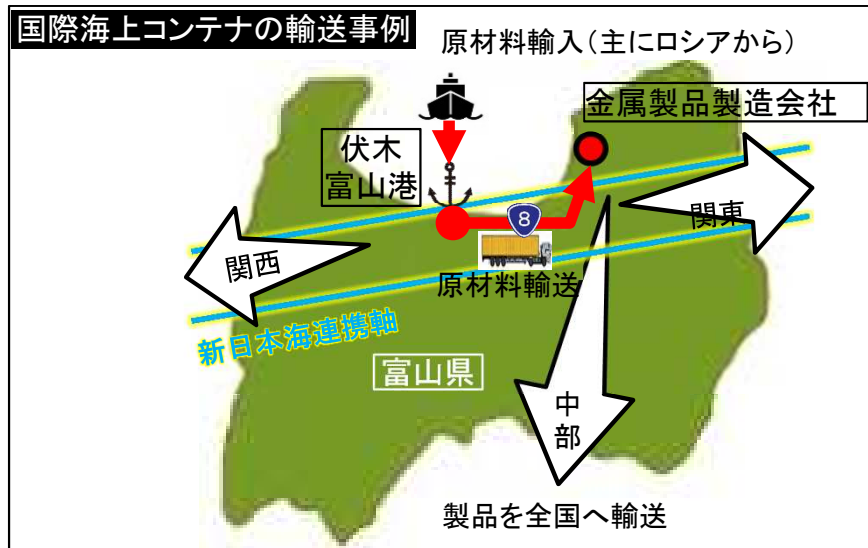 国際海上コンテナの輸送事例
原材料輸入(主にロシアから)
金属製品製造会社
伏木
富山港
8
関東
関西
原材料輸送
新日本海連携軸
富山県
中
部
製品を全国へ輸送